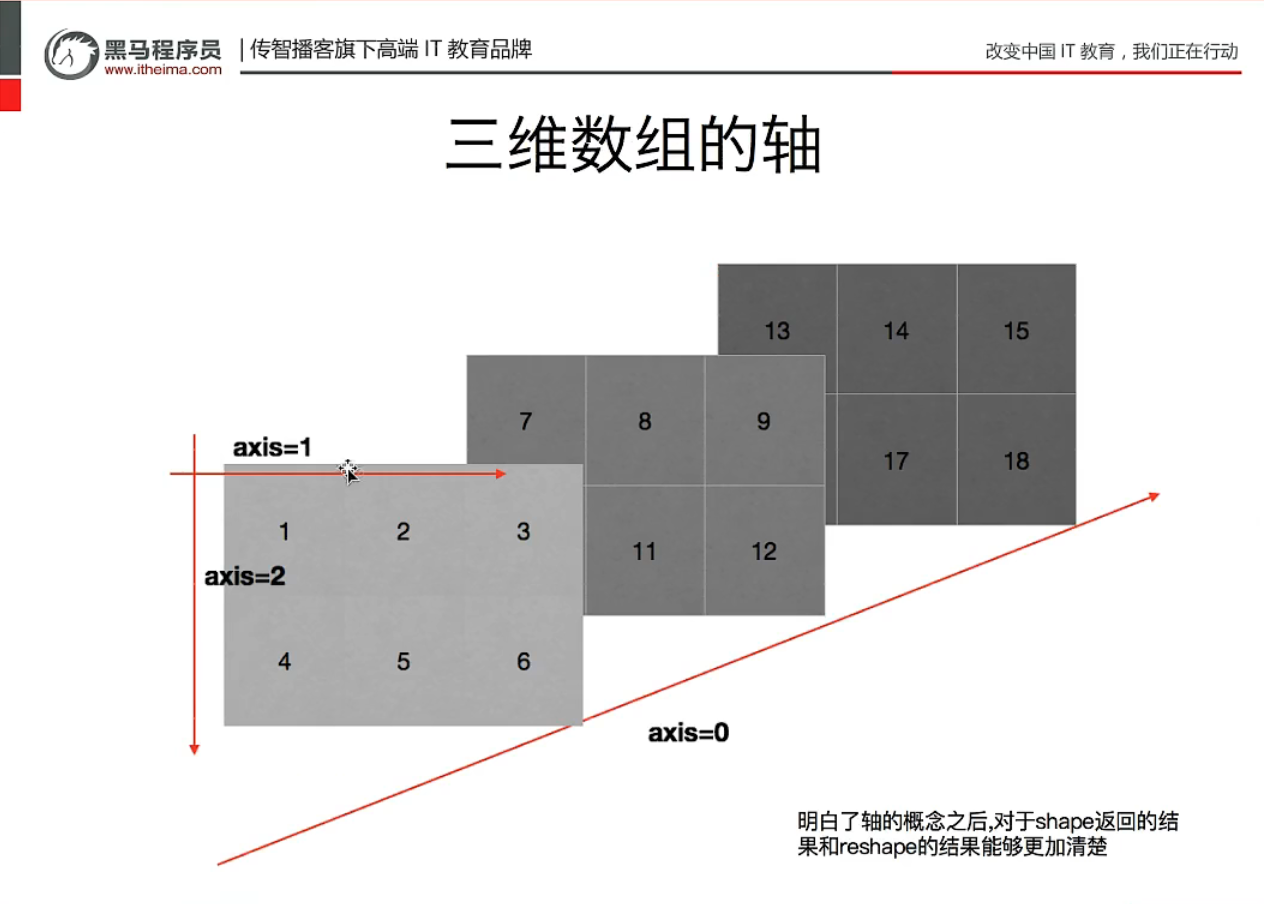 黑马程序员
www.itheima.com
传智播客旗下高端 IT 教育品牌
改变中国 IT 教育，我们正在行动
三维数组的轴
13 14 15
7 8 9
axis=1
17 18
1 2 3
11 12
axis=2
4 5 6
axis=0
明白了轴的概念之后,对于shape返回的结
果和reshape的结果能够更加清楚